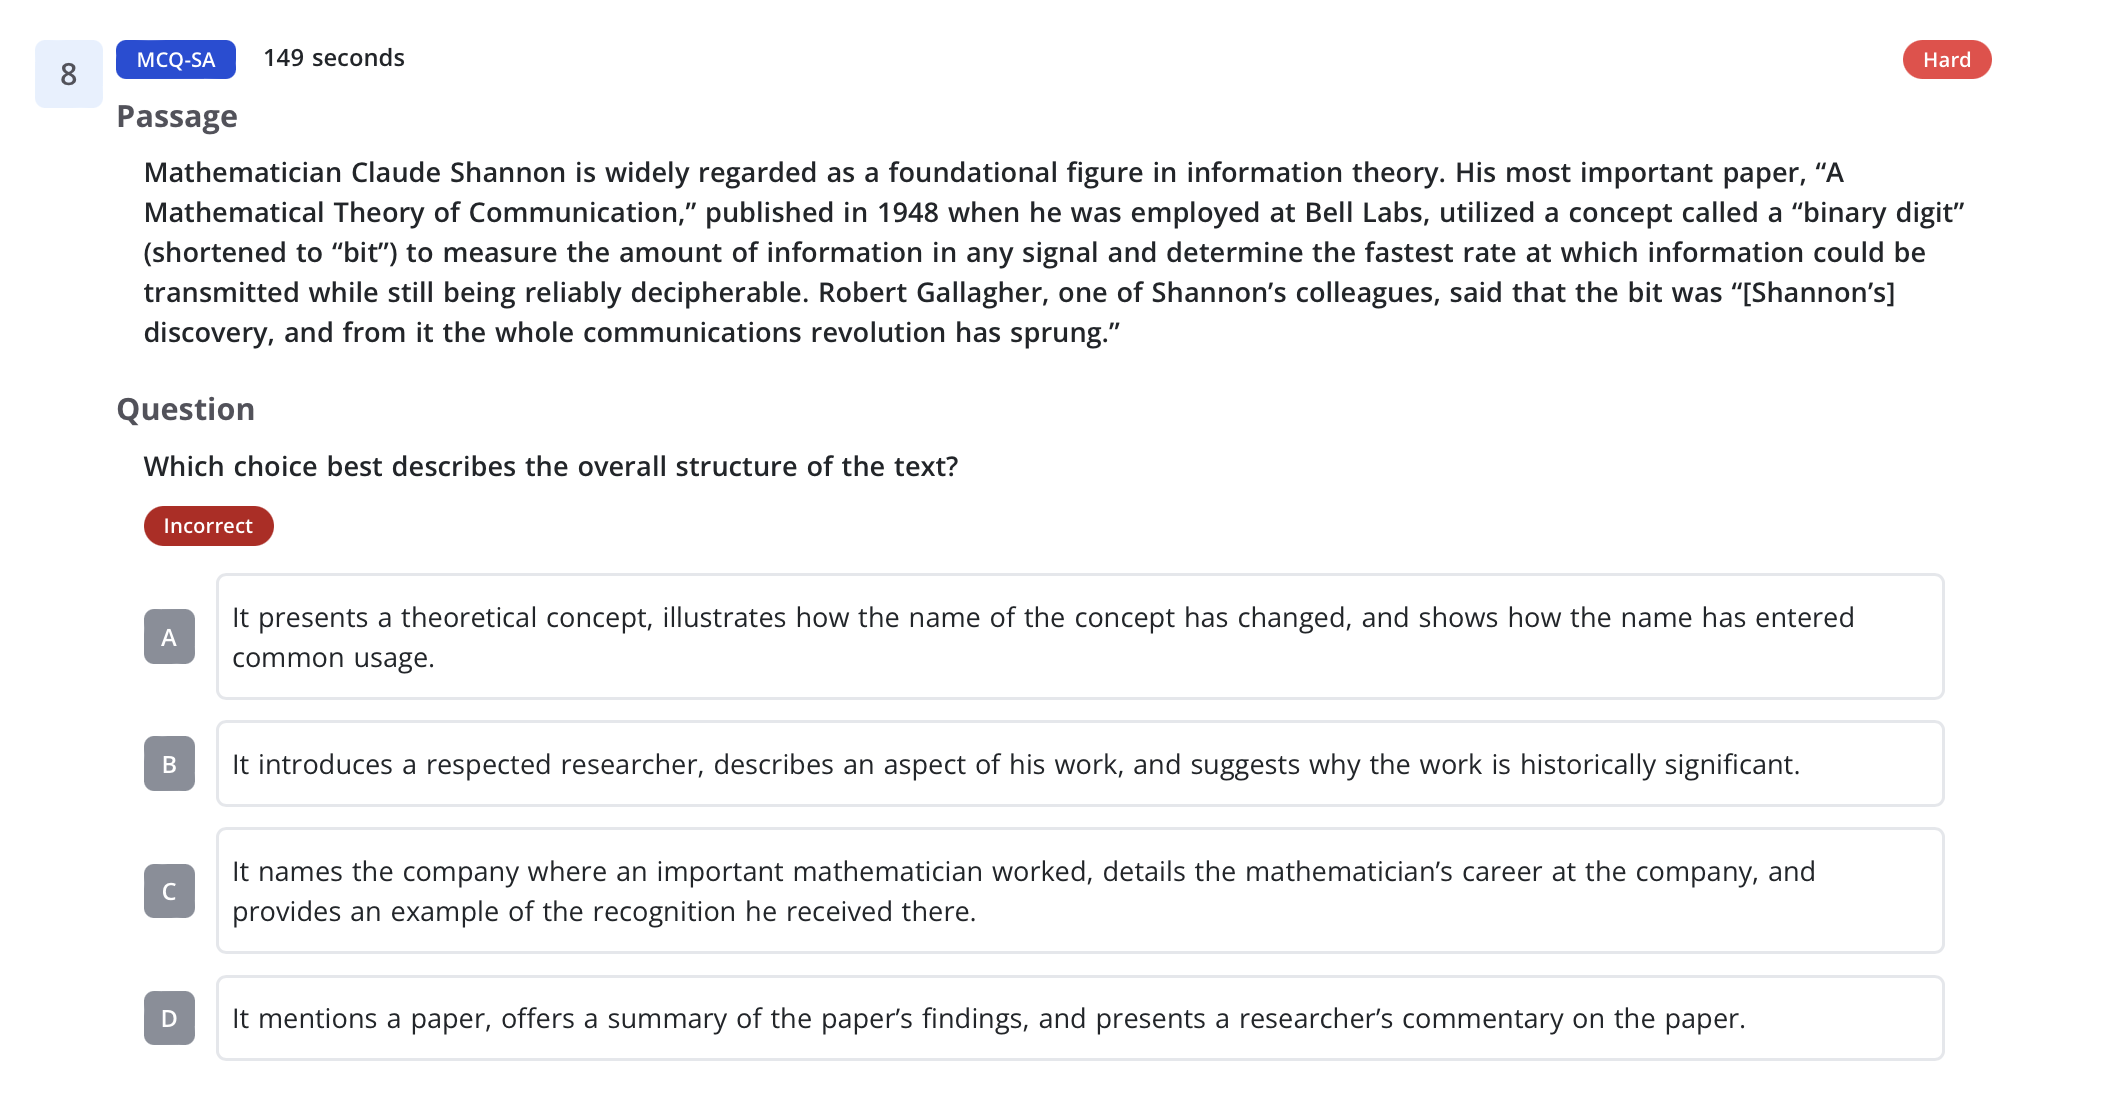 8
MCQ-SA
149 seconds
Hard
Passage
Mathematician Claude Shannon is widely regarded as a foundational figure in information theory. His most important paper, “A
Mathematical Theory of Communication,” published in 1948 when he was employed at Bell Labs, utilized a concept called a “binary digit”
(shortened to “bit”) to measure the amount of information in any signal and determine the fastest rate at which information could be
transmitted while still being reliably decipherable. Robert Gallagher, one of Shannon’s colleagues, said that the bit was “[Shannon’s]
discovery, and from it the whole communications revolution has sprung.”
Question
Which choice best describes the overall structure of the text?
Incorrect
A
It presents a theoretical concept, illustrates how the name of the concept has changed, and shows how the name has entered
common usage.
B
It introduces a respected researcher, describes an aspect of his work, and suggests why the work is historically significant.
C
It names the company where an important mathematician worked, details the mathematician’s career at the company, and
provides an example of the recognition he received there.
D
It mentions a paper, offers a summary of the paper’s findings, and presents a researcher’s commentary on the paper.